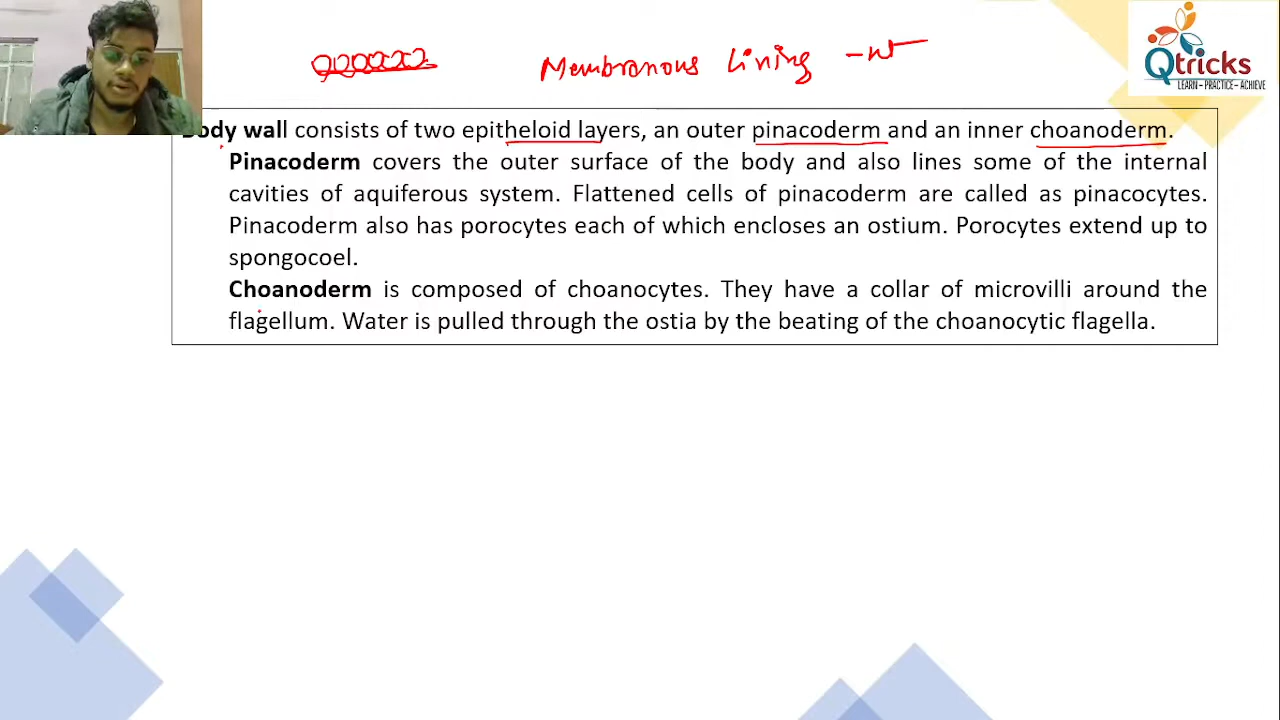 Membranous Lining
Qtricks
LEARN – PRACTICE- ACHIEVE
Body wall consists of two epitheloid layers, an outer pinacoderm and an inner choanoderm.
Pinacoderm covers the outer surface of the body and also lines some of the internal
cavities of aquiferous system. Flattened cells of pinacoderm are called as pinacocytes.
Pinacoderm also has porocytes each of which encloses an ostium. Porocytes extend up to
spongocoel.
Choanoderm is composed of choanocytes. They have a collar of microvilli around the
flagellum. Water is pulled through the ostia by the beating of the choanocytic flagella.